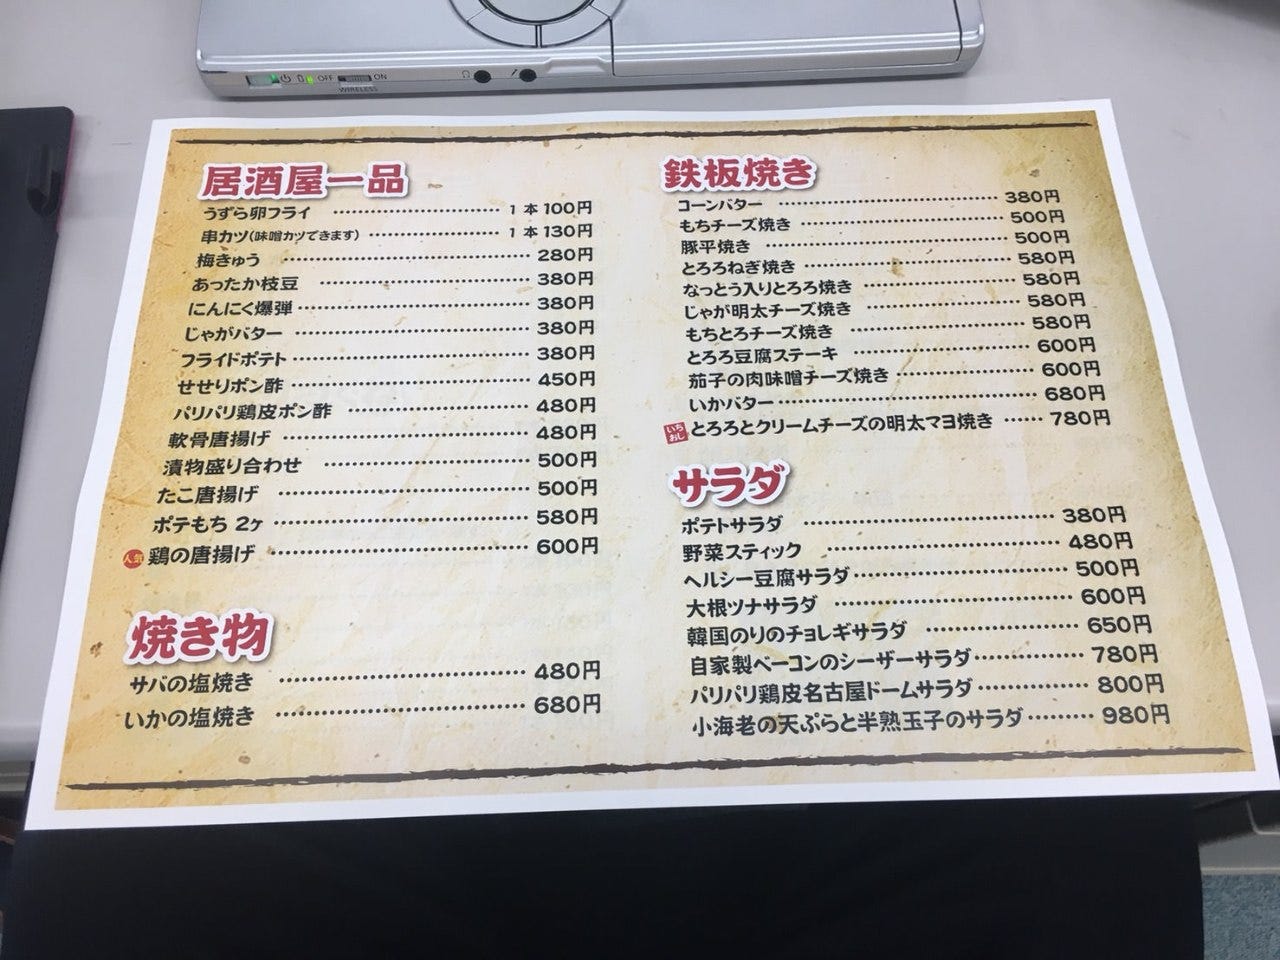 OFF ON
WIRELESS
居酒屋一品
うずら卵フライ 1本100円
串カツ(味噌カツできます) 1本130円
梅きゅう 280円
あったか枝豆 380円
にんにく爆弾 380円
じゃがバター 380円
フライドポテト 380円
せせりポン酢 450円
パリパリ鶏皮ポン酢 480円
軟骨唐揚げ 480円
漬物盛り合わせ 500円
たこ唐揚げ 500円
ポテもち 2ヶ 580円
人気 鶏の唐揚げ 600円
焼き物
サバの塩焼き 480円
いかの塩焼き 680円
鉄板焼き
コーンバター 380円
もちチーズ焼き 500円
豚平焼き 500円
とろろねぎ焼き 580円
なっとう入りとろろ焼き 580円
じゃが明太チーズ焼き 580円
もちとろチーズ焼き 580円
とろろ豆腐ステーキ 600円
茄子の肉味噌チーズ焼き 600円
いかバター 680円
いちおし とろろとクリームチーズの明太マヨ焼き 780円
サラダ
ポテトサラダ 380円
野菜スティック 480円
ヘルシー豆腐サラダ 500円
大根ツナサラダ 600円
韓国のりのチョレギサラダ 650円
自家製ベーコンのシーザーサラダ 780円
パリパリ鶏皮名古屋ドームサラダ 800円
小海老の天ぷらと半熟玉子のサラダ 980円